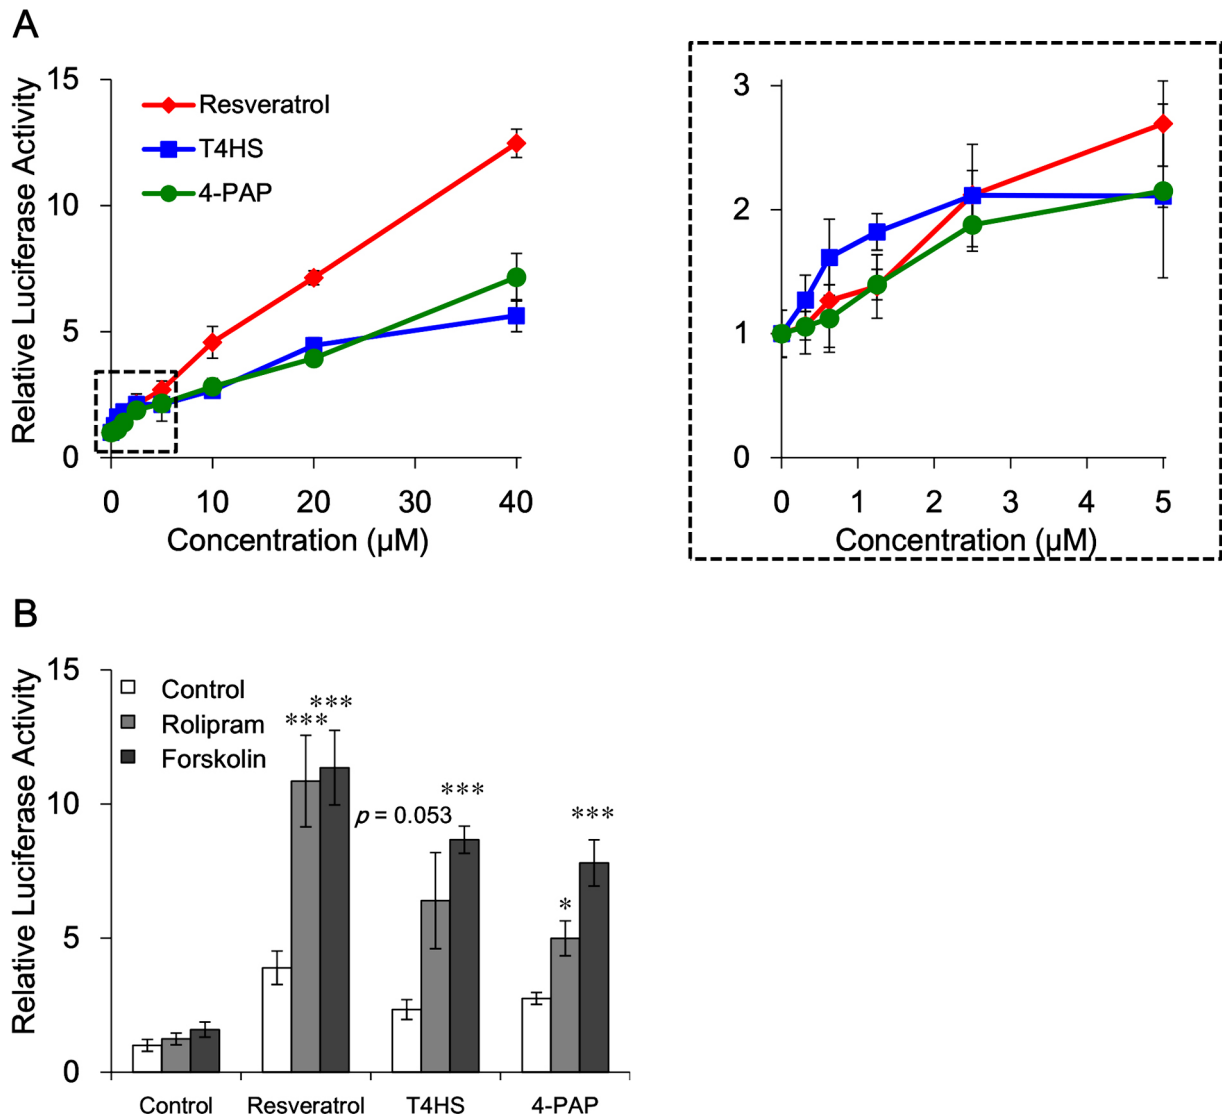 A
Relative Luciferase Activity
15
10
5
0
Resveratrol
T4HS
4-PAP
0 10 20 30 40
Concentration (μM)
3
2
1
0
0 1 2 3 4 5
Concentration (μM)
B
Relative Luciferase Activity
15
10
5
0
Control
Rolipram
Forskolin
***
***
p = 0.053
***
*
***
Control Resveratrol T4HS 4-PAP